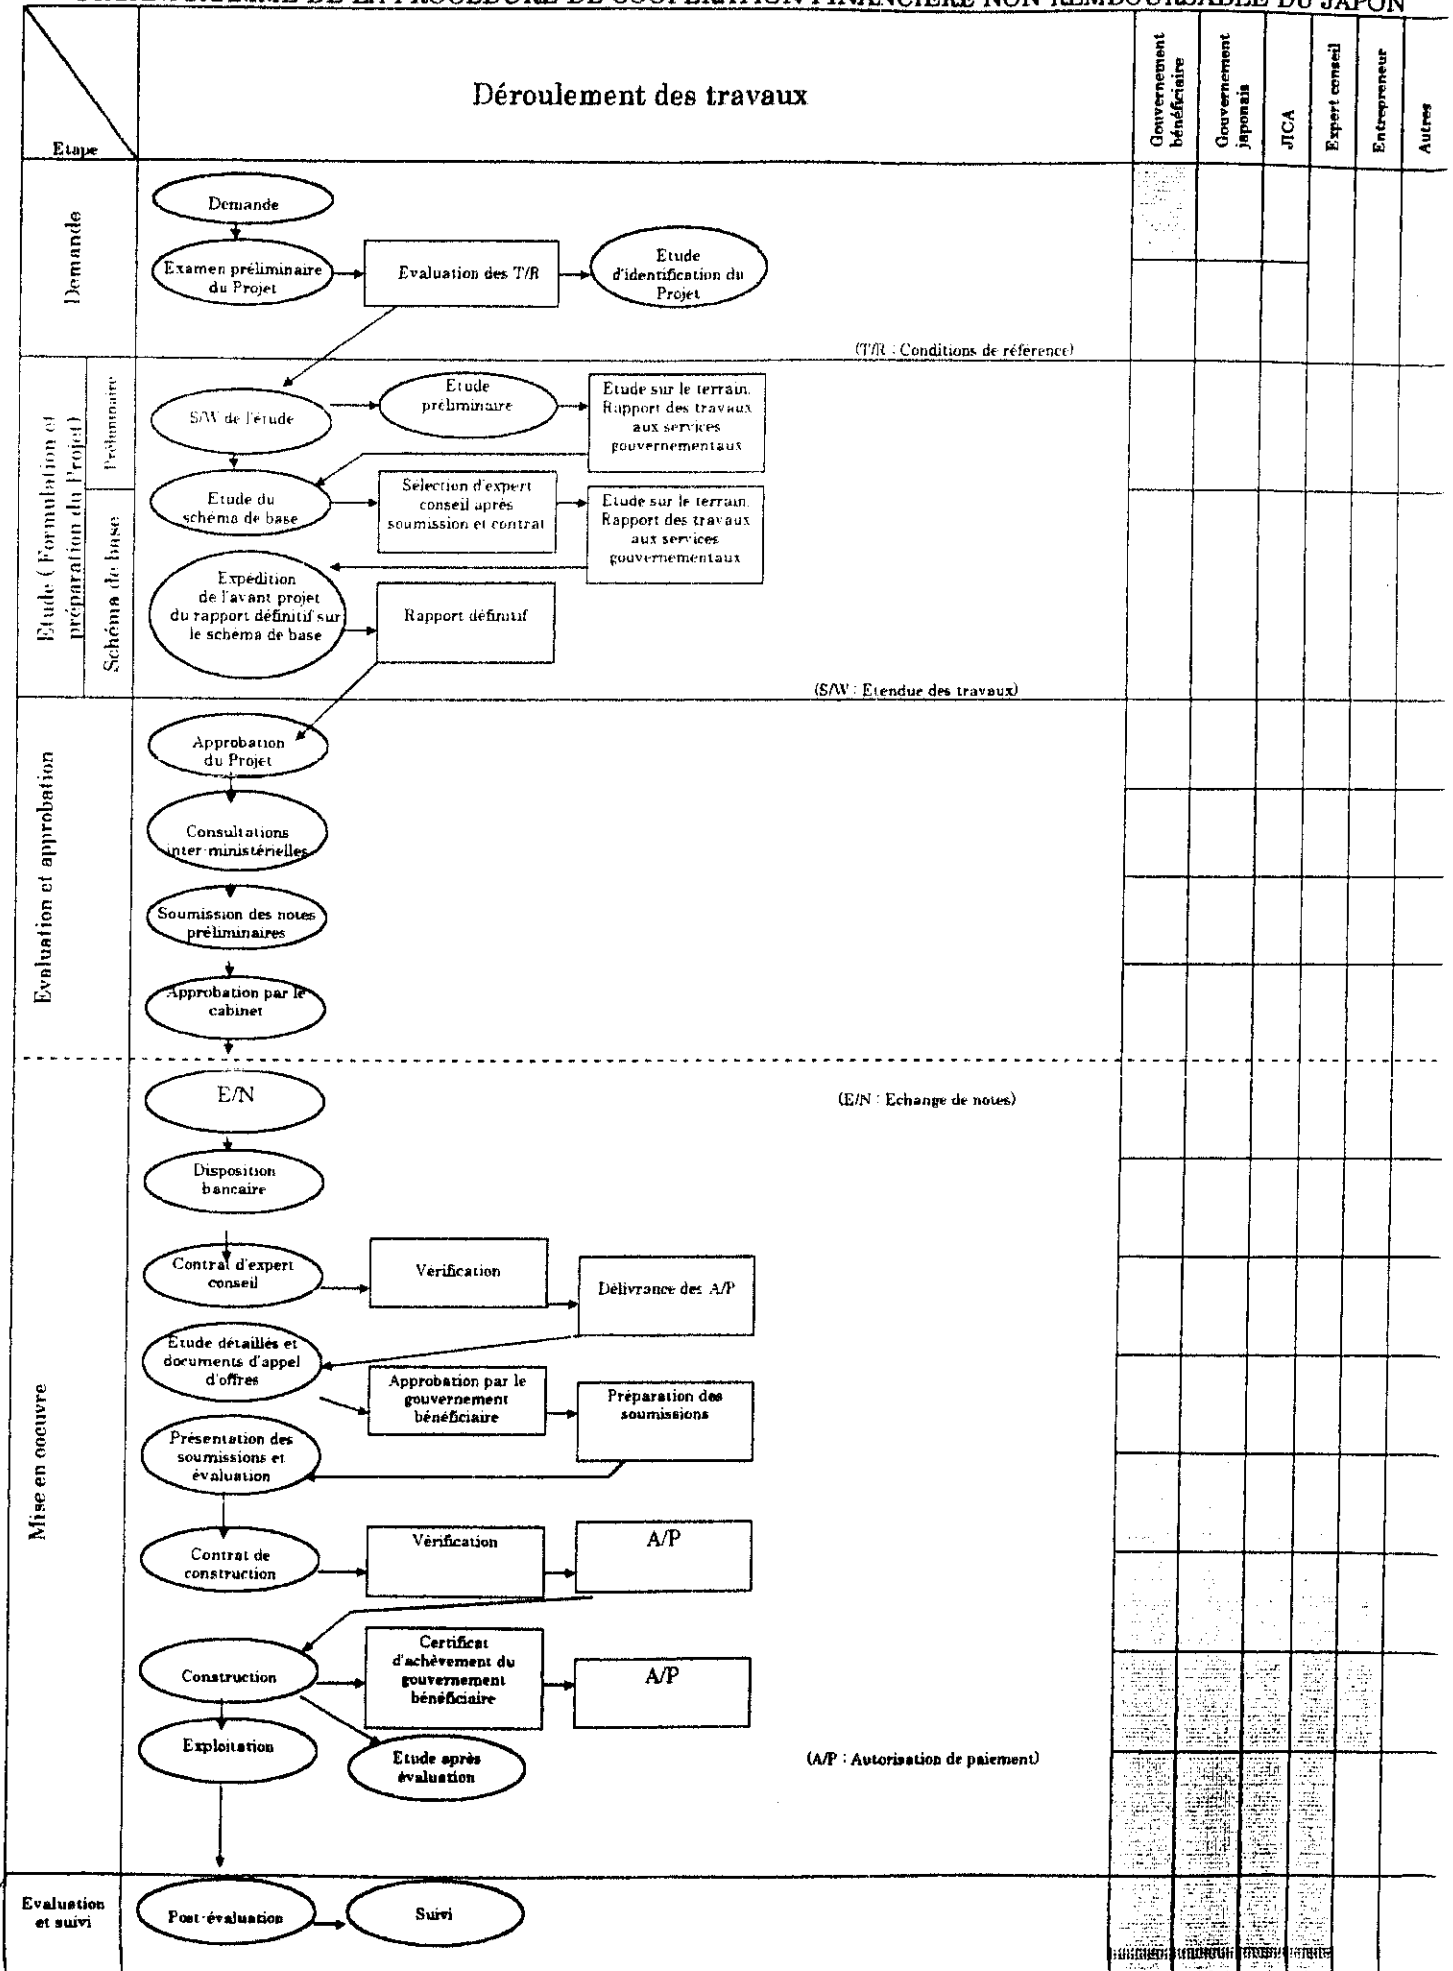 DE LA PROCEDURE DE COOPERATION FINANCIERE NON REMBOURSABLE DU JAPON
Etape
Déroulement des travaux
Gouvernement
bénéficiaire
Gouvernement
japonais
JICA
Expert conseil
Entrepreneur
Autres
Demande
Demande
Examen préliminaire
du Projet
Evaluation des T/R
Etude
d'identification du
Projet
(T/R : Conditions de référence)
Etude ( Formulation et
préparation du Projet)
Préliminaire
Schéma de base
S/W de l'étude
Etude
préliminaire
Etude sur le terrain.
Rapport des travaux
aux services
gouvernementaux
Etude du
schéma de base
Sélection d'expert
conseil après
soumission et contrat
Etude sur le terrain.
Rapport des travaux
aux services
gouvernementaux
Expédition
de l'avant projet
du rapport définitif sur
le schéma de base
Rapport définitif
(S/W : Etendue des travaux)
Evaluation et approbation
Approbation
du Projet
Consultations
inter-ministérielles
Soumission des notes
préliminaires
Approbation par le
cabinet
Mise en oocuvre
E/N
(E/N : Echange de notes)
Disposition
bancaire
Contrat d'expert
conseil
Vérification
Délivrance des A/P
Etude détaillés et
documents d'appel
d'offres
Approbation par le
gouvernement
bénéficiaire
Préparation des
soumissions
Présentation des
soumissions et
évaluation
Contrat de
construction
Vérification
A/P
Construction
Certificat
d'achèvement du
gouvernement
bénéficiaire
A/P
Exploitation
Etude après
évaluation
(A/P : Autorisation de paiement)
Evaluation
et suivi
Post-évaluation
Suivi